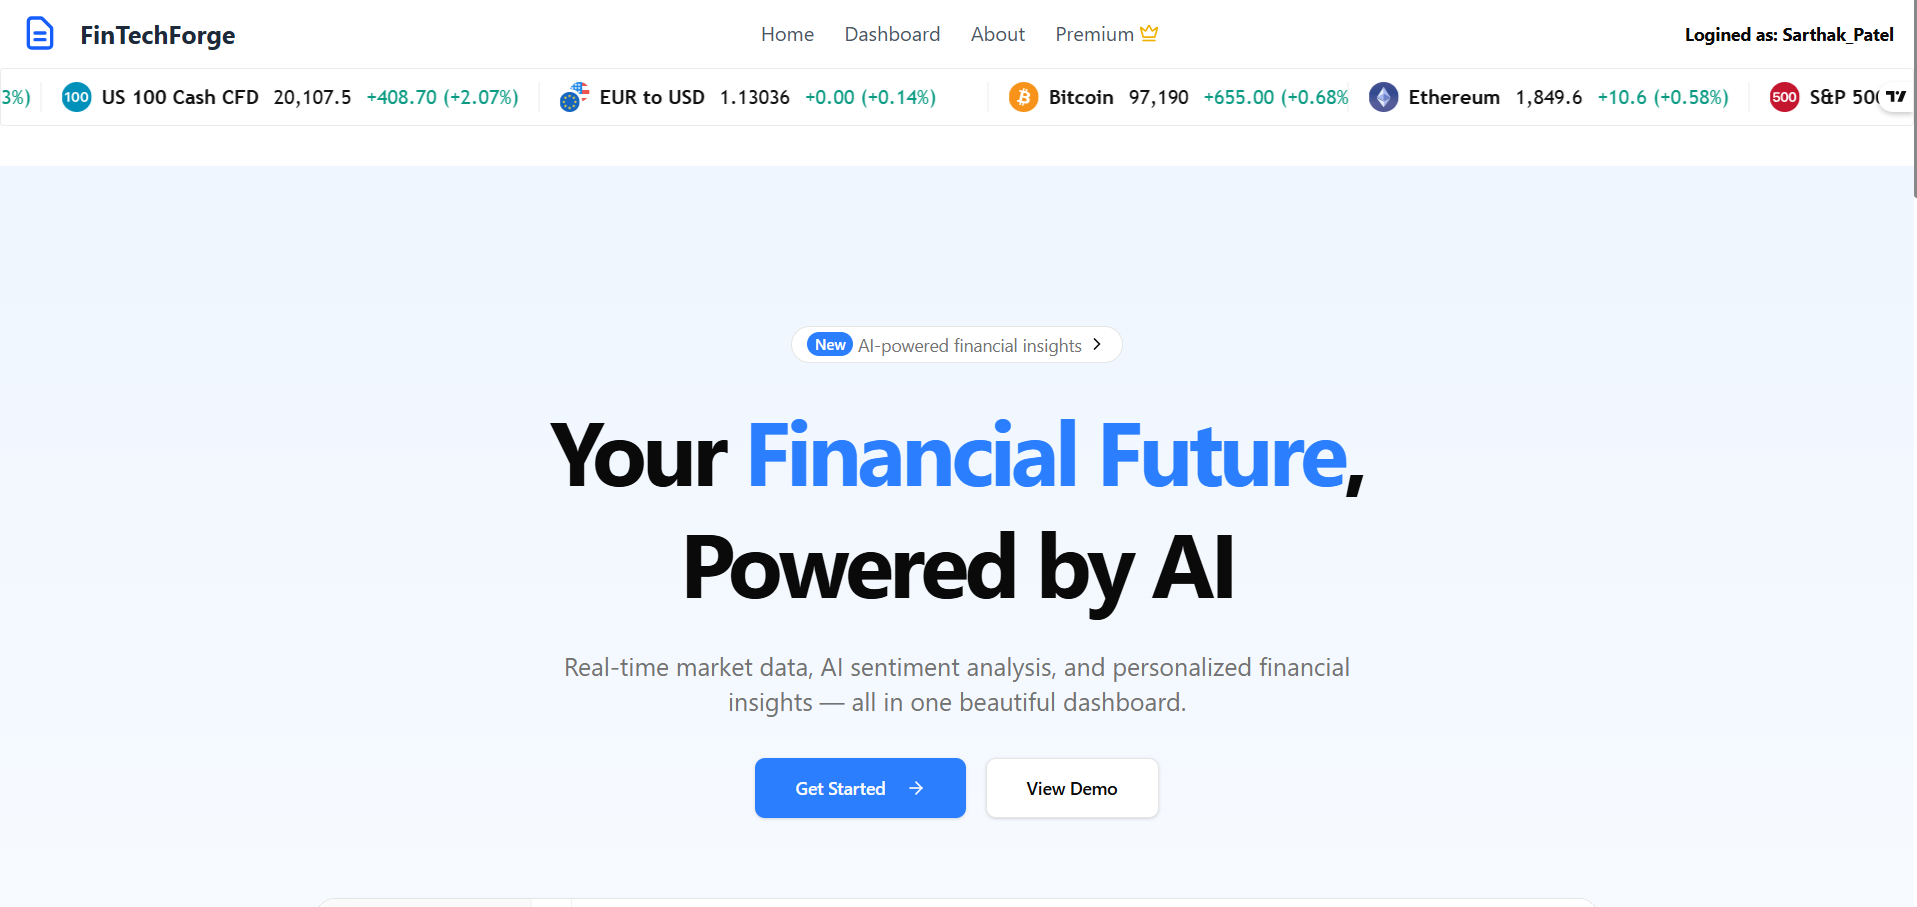 FinTechForge
Home Dashboard About Premium
Logined as: Sarthak_Patel
3%) 100 US 100 Cash CFD 20,107.5 +408.70 (+2.07%) EUR to USD 1.13036 +0.00 (+0.14%) Bitcoin 97,190 +655.00 (+0.68% Ethereum 1,849.6 +10.6 (+0.58%) 500 S&P 500
New AI-powered financial insights
Your Financial Future,
Powered by AI
Real-time market data, AI sentiment analysis, and personalized financial
insights — all in one beautiful dashboard.
Get Started
View Demo